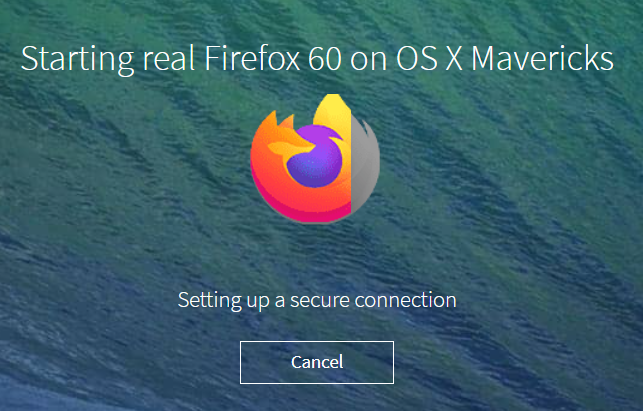 Starting real Firefox 60 on OS X Mavericks
Setting up a secure connection
Cancel